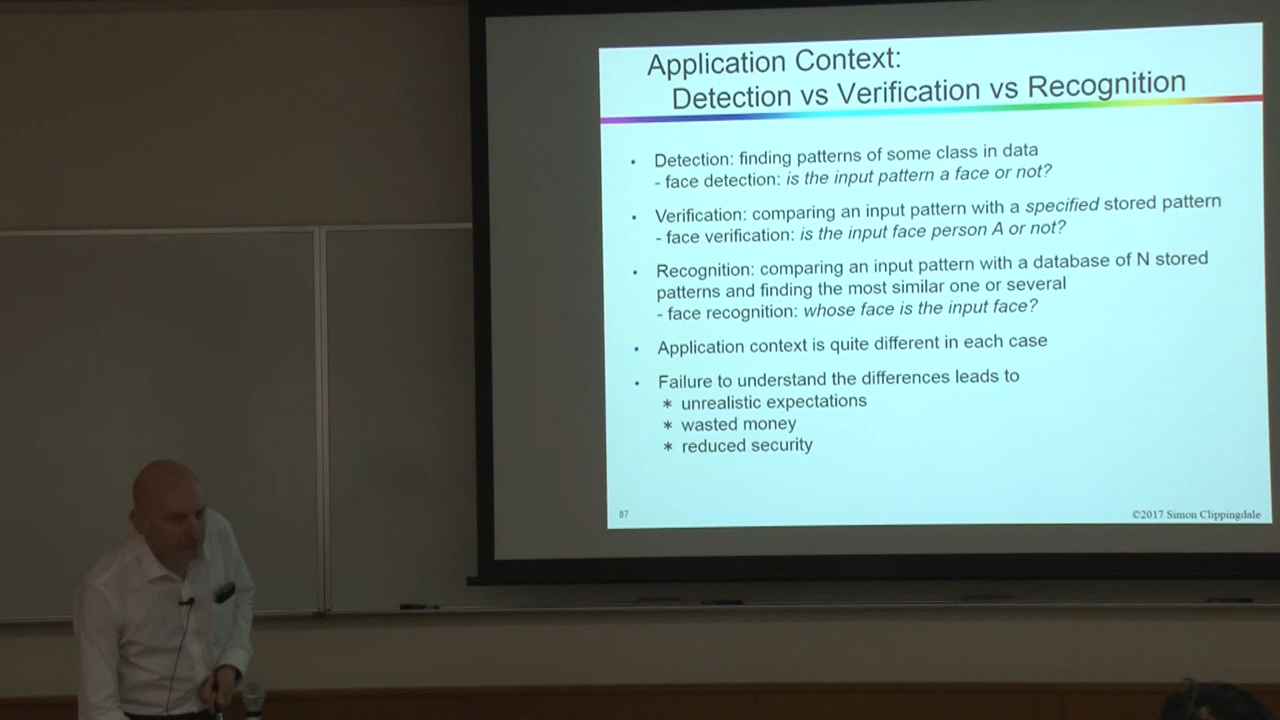 Application Context:
Detection vs Verification vs Recognition
• Detection: finding patterns of some class in data
- face detection: is the input pattern a face or not?
• Verification: comparing an input pattern with a specified stored pattern
- face verification: is the input face person A or not?
• Recognition: comparing an input pattern with a database of N stored
patterns and finding the most similar one or several
- face recognition: whose face is the input face?
• Application context is quite different in each case
• Failure to understand the differences leads to
* unrealistic expectations
* wasted money
* reduced security
87
©2017 Simon Clippingdale